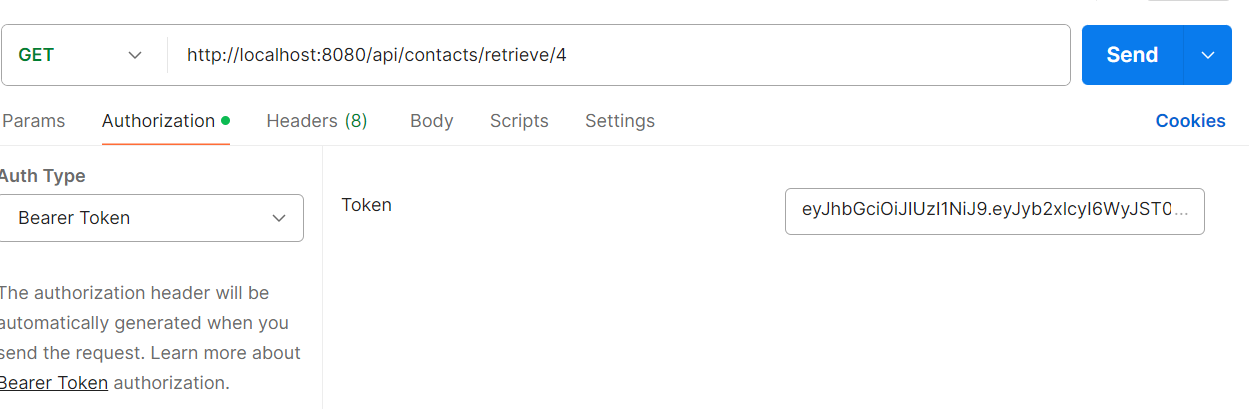 GET http://localhost:8080/api/contacts/retrieve/4 Send
Params Authorization Headers (8) Body Scripts Settings Cookies
Auth Type
Bearer Token
Token eyJhbGciOiJIUzI1NiJ9.eyJyb2xlcyI6WyJST0...
The authorization header will be
automatically generated when you
send the request. Learn more about
Bearer Token authorization.